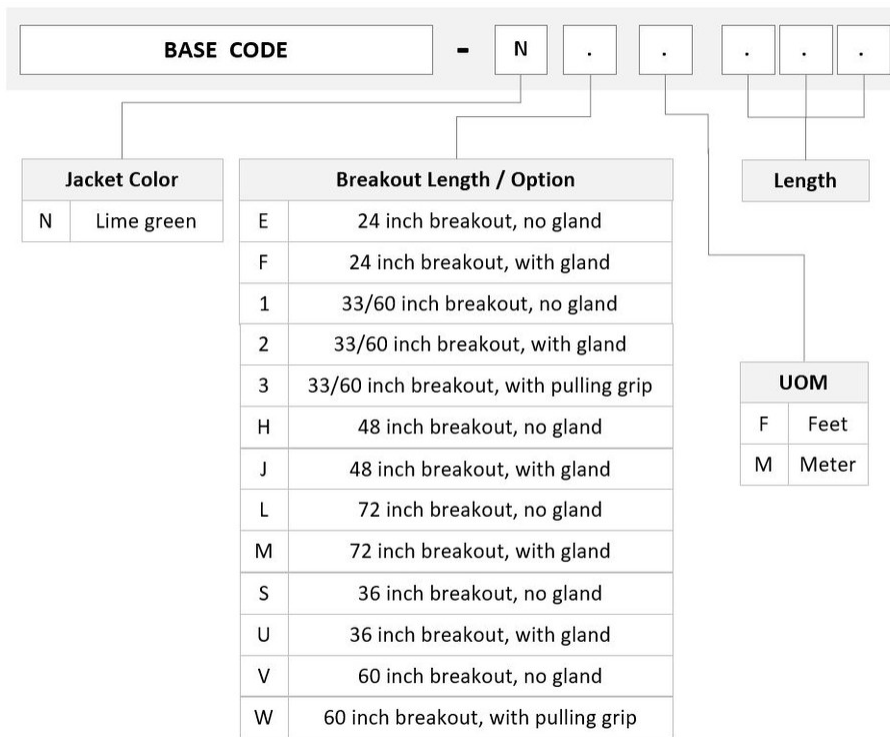 BASE CODE - N . . . . .
Jacket Color
N Lime green
Breakout Length / Option
E 24 inch breakout, no gland
F 24 inch breakout, with gland
1 33/60 inch breakout, no gland
2 33/60 inch breakout, with gland
3 33/60 inch breakout, with pulling grip
H 48 inch breakout, no gland
J 48 inch breakout, with gland
L 72 inch breakout, no gland
M 72 inch breakout, with gland
S 36 inch breakout, no gland
U 36 inch breakout, with gland
V 60 inch breakout, no gland
W 60 inch breakout, with pulling grip
Length
UOM
F Feet
M Meter